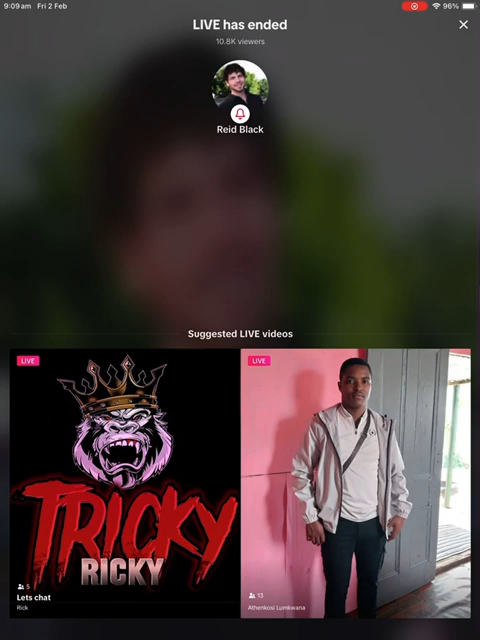 9:09 am Fri 2 Feb
96%
LIVE has ended
10.8K viewers
Reid Black
Suggested LIVE videos
LIVE
LIVE
TRICKY
RICKY
5
Lets chat
Rick
13
Athenkosi Lumkwana